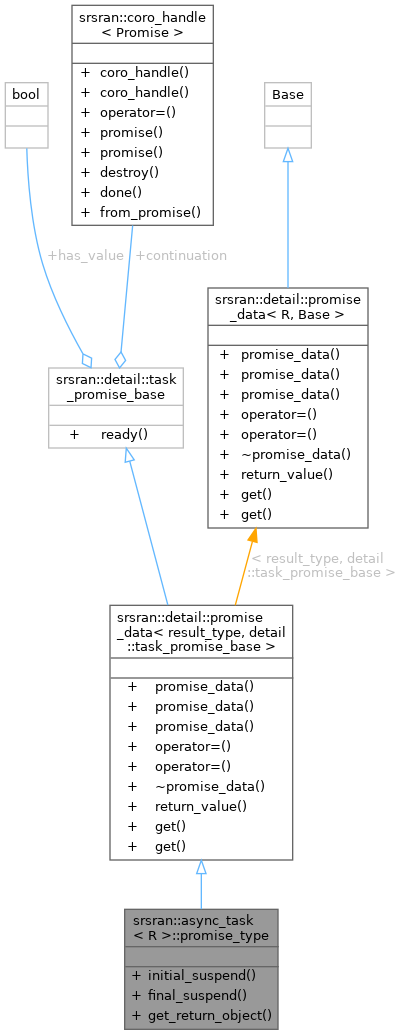 srsran::coro_handle
< Promise >
+ coro_handle()
+ coro_handle()
+ operator=()
+ promise()
+ promise()
+ destroy()
+ done()
+ from_promise()
bool
Base
+has_value
+continuation
srsran::detail::promise
_data< R, Base >
+ promise_data()
+ promise_data()
+ promise_data()
+ operator=()
+ operator=()
+ ~promise_data()
+ return_value()
+ get()
+ get()
srsran::detail::task
_promise_base
+ ready()
< result_type, detail
::task_promise_base >
srsran::detail::promise
_data< result_type, detail
::task_promise_base >
+ promise_data()
+ promise_data()
+ promise_data()
+ operator=()
+ operator=()
+ ~promise_data()
+ return_value()
+ get()
+ get()
srsran::async_task
< R >::promise_type
+ initial_suspend()
+ final_suspend()
+ get_return_object()